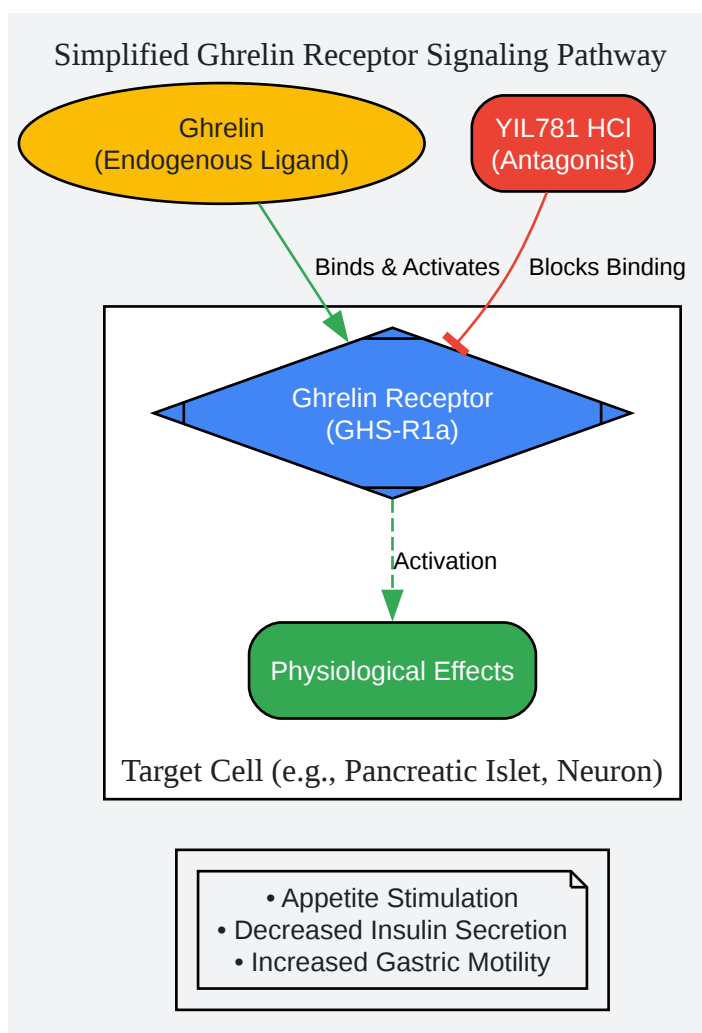 Simplified Ghrelin Receptor Signaling Pathway
Ghrelin
(Endogenous Ligand)
YIL781 HCl
(Antagonist)
Binds & Activates
Blocks Binding
Ghrelin Receptor
(GHS-R1a)
Activation
Physiological Effects
Target Cell (e.g., Pancreatic Islet, Neuron)
• Appetite Stimulation
• Decreased Insulin Secretion
• Increased Gastric Motility